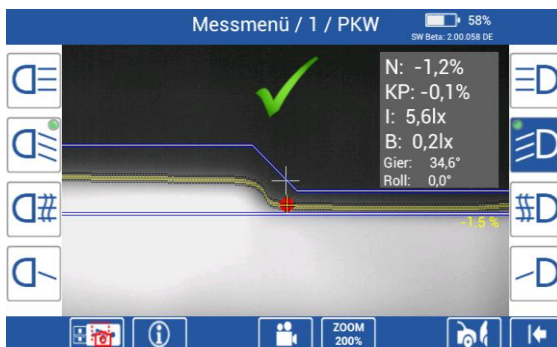 Messmenü / 1 / PKW
58%
SW Beta: 2.00.058 DE
N: -1,2%
KP: -0,1%
I: 5,6lx
B: 0,2lx
Gier: 34,6°
Roll: 0,0°
-1.5 %
ZOOM
200%